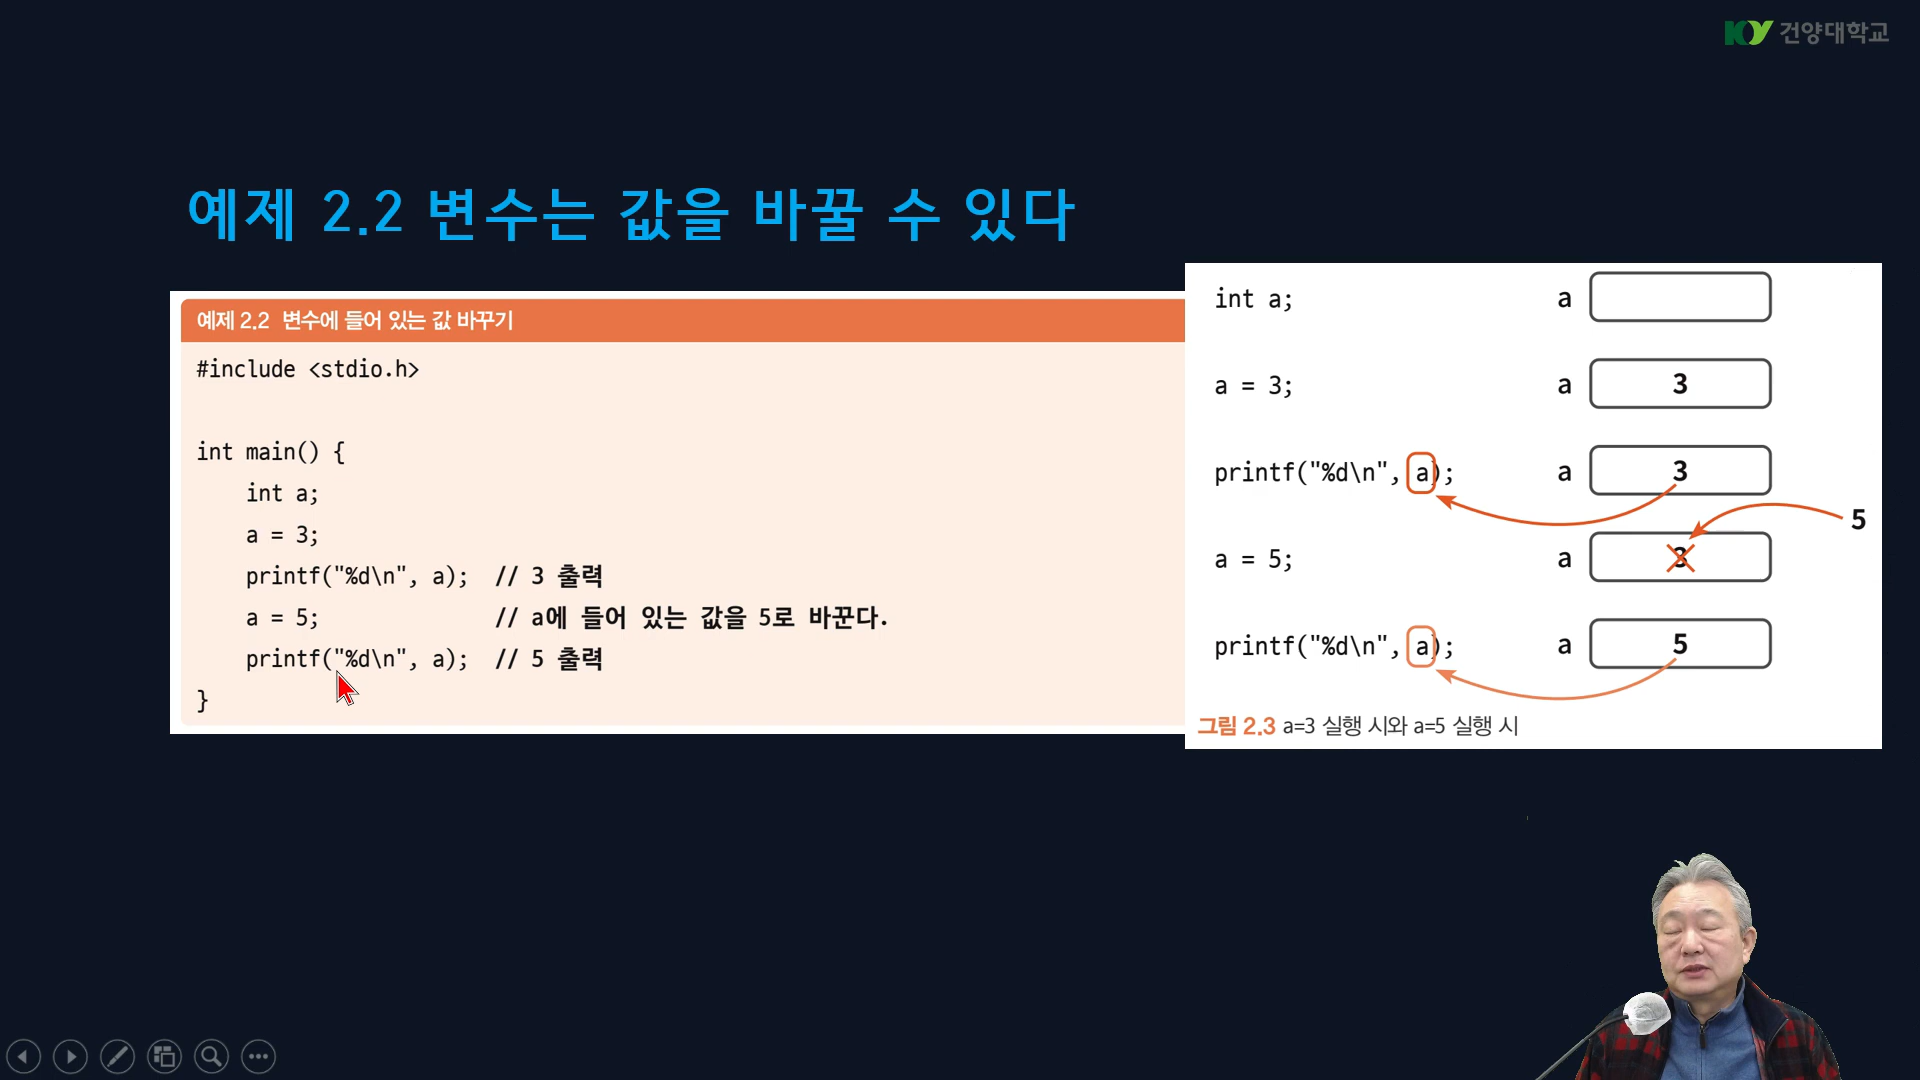 KY 건양대학교
예제 2.2 변수는 값을 바꿀 수 있다
예제 2.2 변수에 들어 있는 값 바꾸기
#include <stdio.h>
int main() {
int a;
a = 3;
printf("%d\n", a); // 3 출력
a = 5; // a에 들어 있는 값을 5로 바꾼다.
printf("%d\n", a); // 5 출력
}
int a; a
a = 3; a 3
printf("%d\n", a); a 3
5
a = 5; a 3
printf("%d\n", a); a 5
그림 2.3 a=3 실행 시와 a=5 실행 시